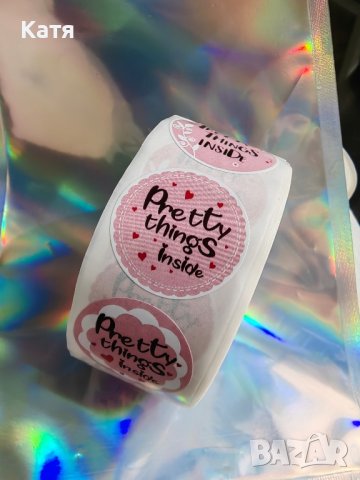 Катя
THINGS
INSIDE
Pretty
things
inside
Pretty
things
inside
BAZAR